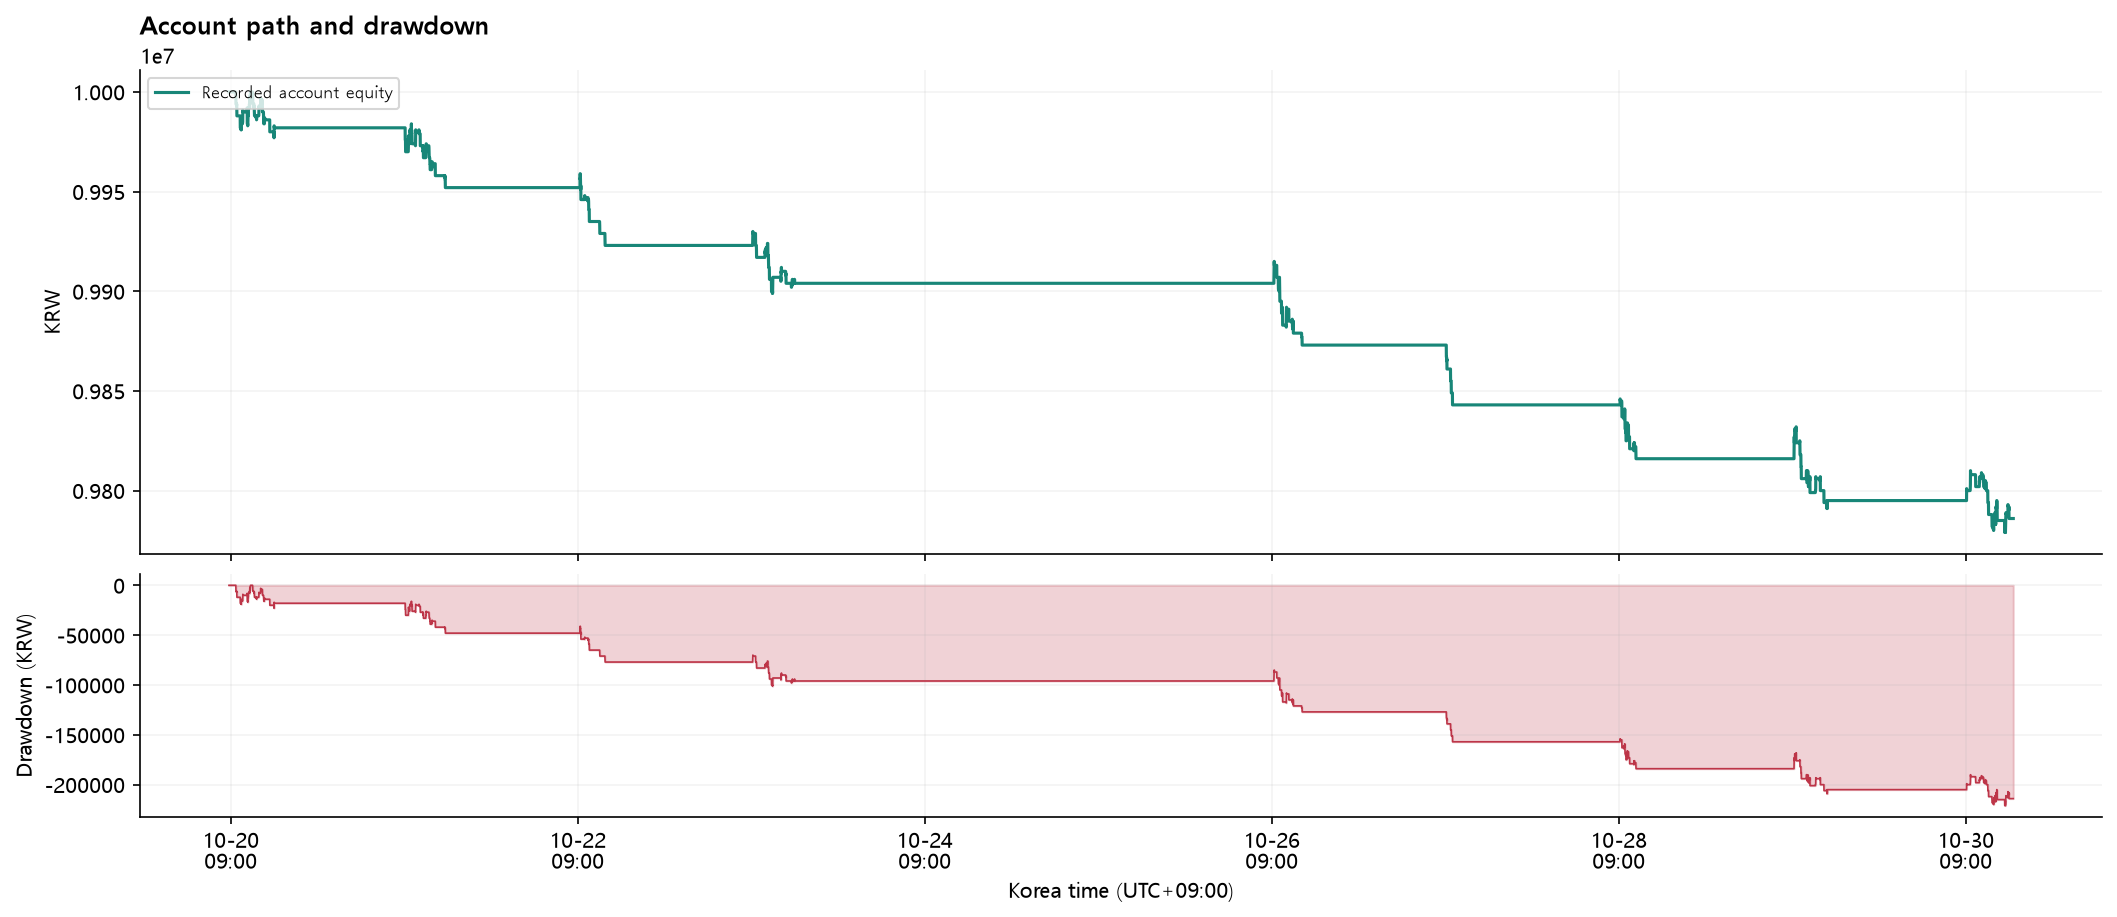 Account path and drawdown
1e7
Recorded account equity
1.000
0.995
0.990
0.985
0.980
KRW
0
-50000
-100000
-150000
-200000
Drawdown (KRW)
10-20 10-22 10-24 10-26 10-28 10-30
09:00 09:00 09:00 09:00 09:00 09:00
Korea time (UTC+09:00)